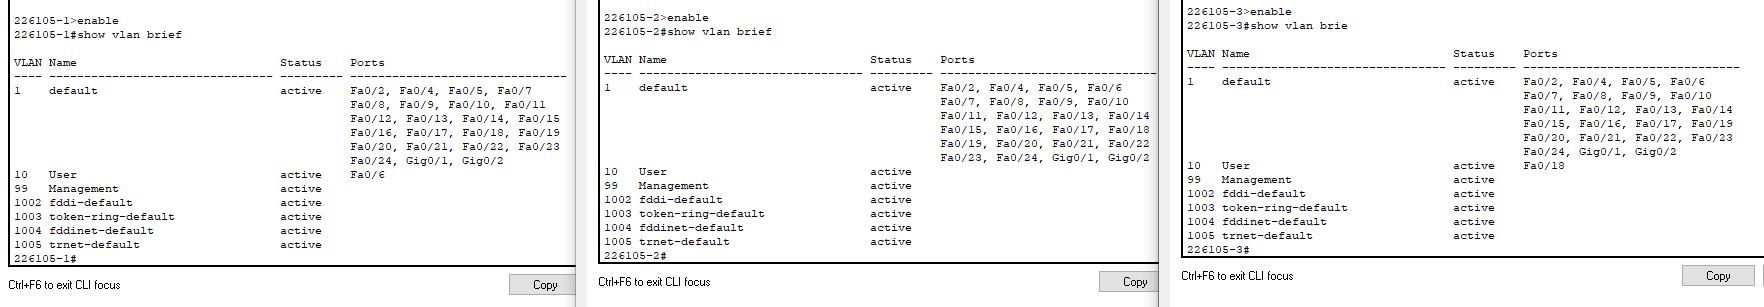 226105-1>enable
226105-1#show vlan brief
VLAN Name                             Status    Ports
---- -------------------------------- --------- -------------------------------
1    default                          active    Fa0/2, Fa0/4, Fa0/5, Fa0/7
                                                Fa0/8, Fa0/9, Fa0/10, Fa0/11
                                                Fa0/12, Fa0/13, Fa0/14, Fa0/15
                                                Fa0/16, Fa0/17, Fa0/18, Fa0/19
                                                Fa0/20, Fa0/21, Fa0/22, Fa0/23
                                                Fa0/24, Gig0/1, Gig0/2
10   User                             active    Fa0/6
99   Management                       active
1002 fddi-default                     active
1003 token-ring-default               active
1004 fddinet-default                  active
1005 trnet-default                    active
226105-1#
Ctrl+F6 to exit CLI focus
Copy
226105-2>enable
226105-2#show vlan brief
VLAN Name                             Status    Ports
---- -------------------------------- --------- -------------------------------
1    default                          active    Fa0/2, Fa0/4, Fa0/5, Fa0/6
                                                Fa0/7, Fa0/8, Fa0/9, Fa0/10
                                                Fa0/11, Fa0/12, Fa0/13, Fa0/14
                                                Fa0/15, Fa0/16, Fa0/17, Fa0/18
                                                Fa0/19, Fa0/20, Fa0/21, Fa0/22
                                                Fa0/23, Fa0/24, Gig0/1, Gig0/2
10   User                             active
99   Management                       active
1002 fddi-default                     active
1003 token-ring-default               active
1004 fddinet-default                  active
1005 trnet-default                    active
226105-2#
Ctrl+F6 to exit CLI focus
Copy
226105-3>enable
226105-3#show vlan brie
VLAN Name                             Status    Ports
---- -------------------------------- --------- -------------------------------
1    default                          active    Fa0/2, Fa0/4, Fa0/5, Fa0/6
                                                Fa0/7, Fa0/8, Fa0/9, Fa0/10
                                                Fa0/11, Fa0/12, Fa0/13, Fa0/14
                                                Fa0/15, Fa0/16, Fa0/17, Fa0/19
                                                Fa0/20, Fa0/21, Fa0/22, Fa0/23
                                                Fa0/24, Gig0/1, Gig0/2
10   User                             active    Fa0/18
99   Management                       active
1002 fddi-default                     active
1003 token-ring-default               active
1004 fddinet-default                  active
1005 trnet-default                    active
226105-3#
Ctrl+F6 to exit CLI focus
Copy